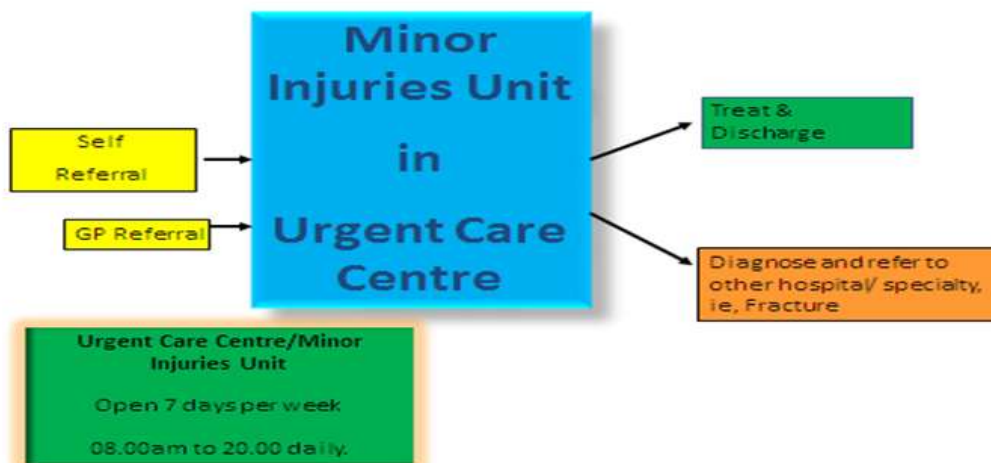 Minor
Injuries Unit
in
Urgent Care
Centre
Self
Referral
GP Referral
Treat &
Discharge
Diagnose and refer to
other hospital/ specialty,
ie, Fracture
Urgent Care Centre/Minor
Injuries Unit
Open 7 days per week
08.00am to 20.00 daily.